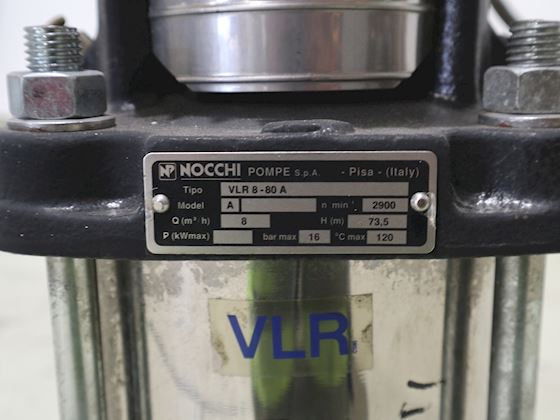 NP NOCCHI POMPE S.p.A. - Pisa - (Italy)
Tipo VLR 8-80 A
Model A n min⁻¹. 2900
Q (m³ h) 8 H (m) 73,5
P (kWmax) bar max 16 °C max 120
VLR